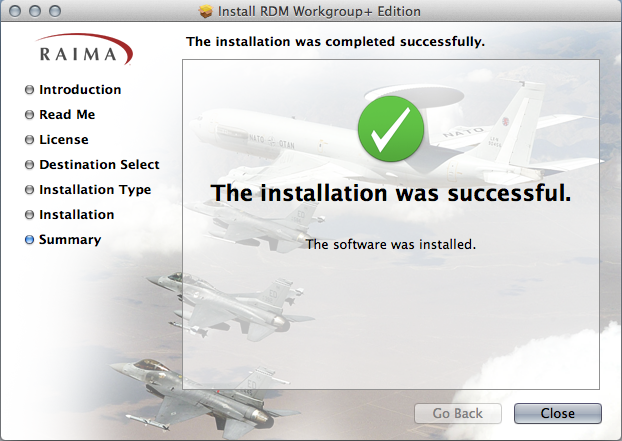 Install RDM Workgroup+ Edition
RAIMA
The installation was completed successfully.
Introduction
Read Me
License
Destination Select
Installation Type
Installation
Summary
NATO OTAN
NATO
The installation was successful.
The software was installed.
Go Back
Close